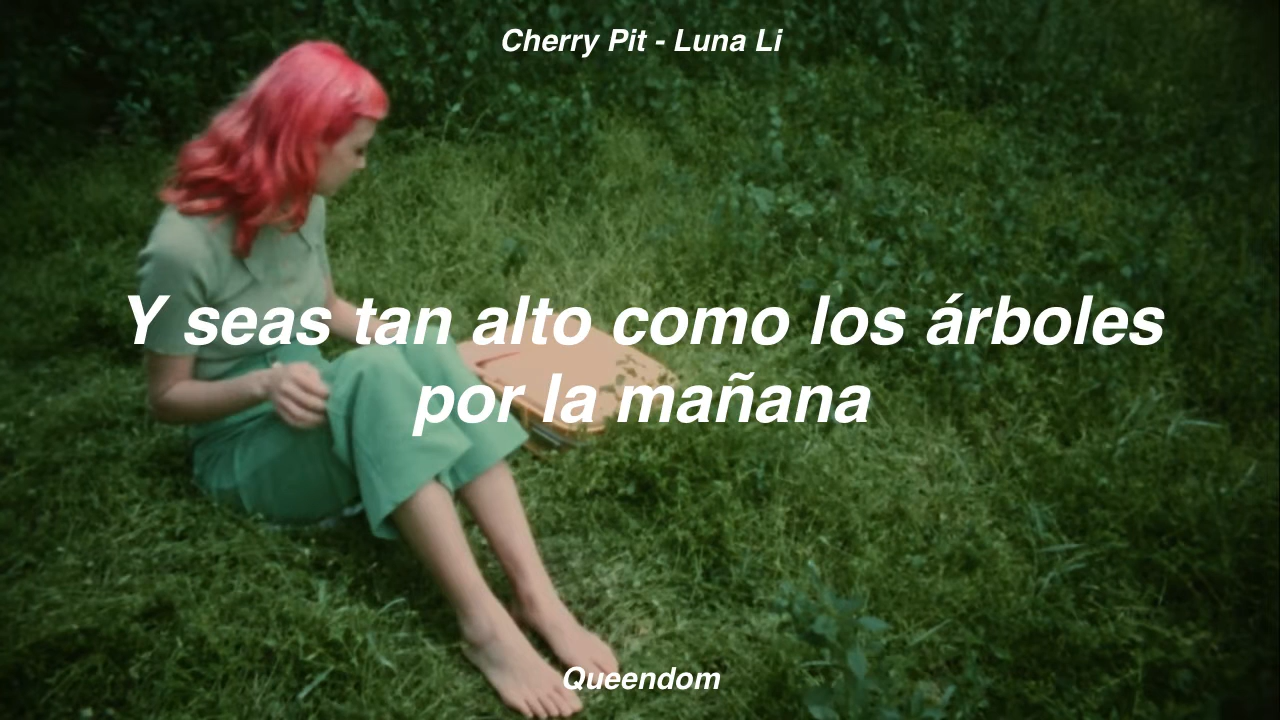 Cherry Pit - Luna Li
Y seas tan alto como los árboles
por la mañana
Queendom